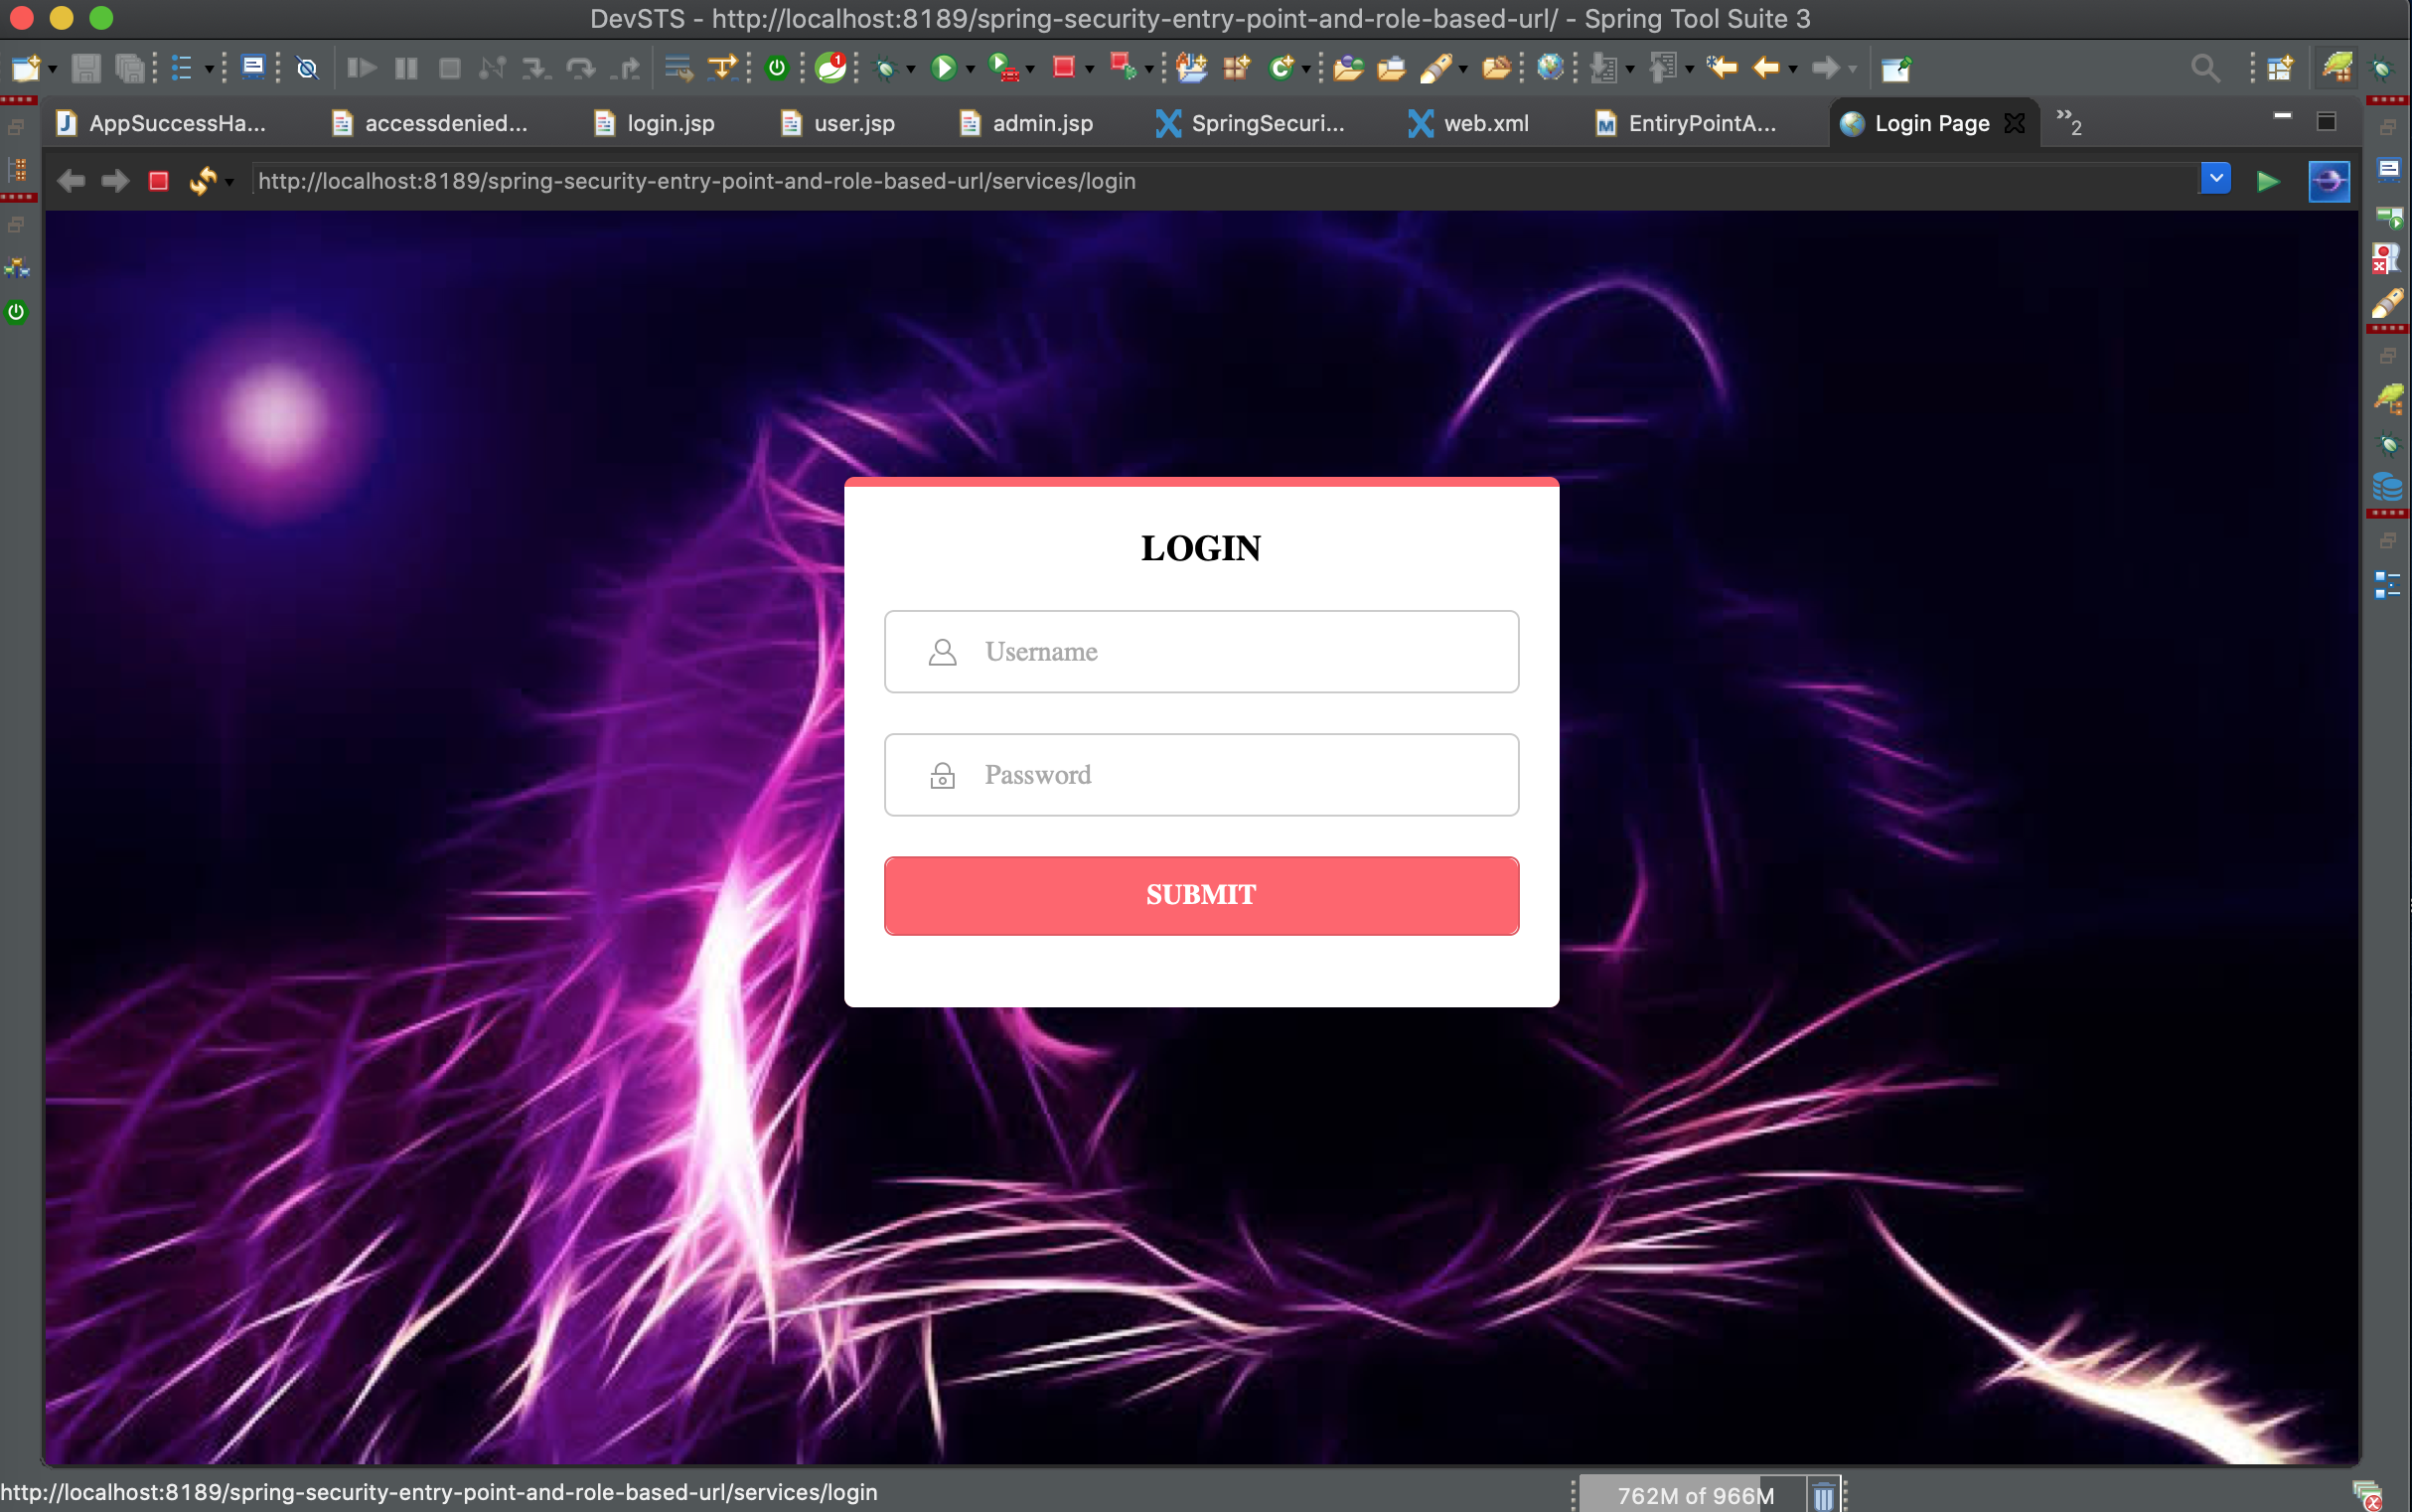 DevSTS - http://localhost:8189/spring-security-entry-point-and-role-based-url/ - Spring Tool Suite 3
1
AppSuccessHa...
accessdenied...
login.jsp
user.jsp
admin.jsp
SpringSecuri...
web.xml
EntiryPointA...
Login Page
»2
http://localhost:8189/spring-security-entry-point-and-role-based-url/services/login
LOGIN
Username
Password
SUBMIT
http://localhost:8189/spring-security-entry-point-and-role-based-url/services/login
762M of 966M